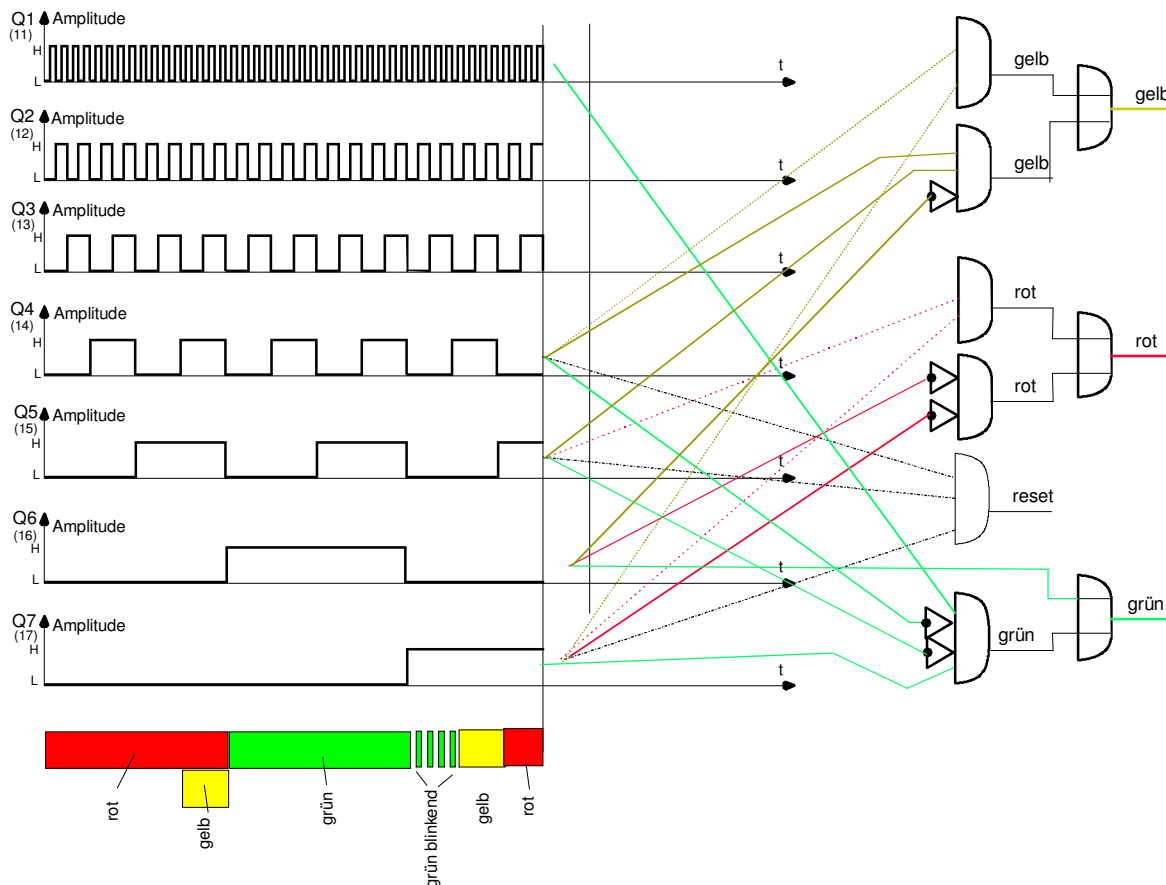 Q1 Amplitude
(11)
H
L
t
Q2 Amplitude
(12)
H
L
t
Q3 Amplitude
(13)
H
L
t
Q4 Amplitude
(14)
H
L
t
Q5 Amplitude
(15)
H
L
t
Q6 Amplitude
(16)
H
L
t
Q7 Amplitude
(17)
H
L
t
gelb
gelb
gelb
rot
rot
rot
reset
grün
grün
rot
gelb
grün
grün blinkend
gelb
rot